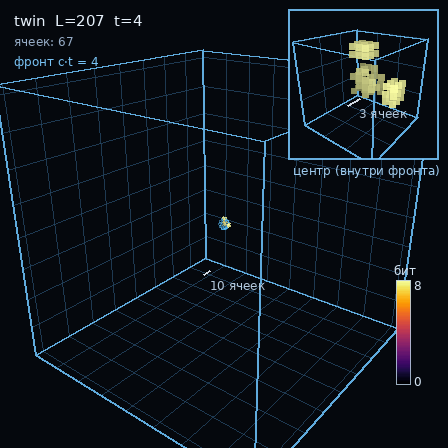 twin L=207 t=4
ячеек: 67
фронт c·t = 4
3 ячеек
центр (внутри фронта)
10 ячеек
бит
8
0